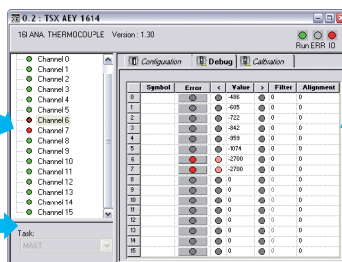 0.2 : TSX AEY 1614
16I ANA. THERMOCOUPLE Version : 1.30
Run ERR IO
Configuration Debug Calibration
Channel 0
Channel 1
Channel 2
Channel 3
Channel 4
Channel 5
Channel 6
Channel 7
Channel 8
Channel 9
Channel 10
Channel 11
Channel 12
Channel 13
Channel 14
Channel 15
Task:
MAST
Symbol Error < Value > Filter Alignment
0 -486 0 0
1 -605 0 0
2 -722 0 0
3 -842 0 0
4 -959 0 0
5 -1074 0 0
6 -2700 0 0
7 -2700 0 0
8 0 0 0
9 0 0 0
10 0 0 0
11 0 0 0
12 0 0 0
13 0 0 0
14 0 0 0
15 0 0 0